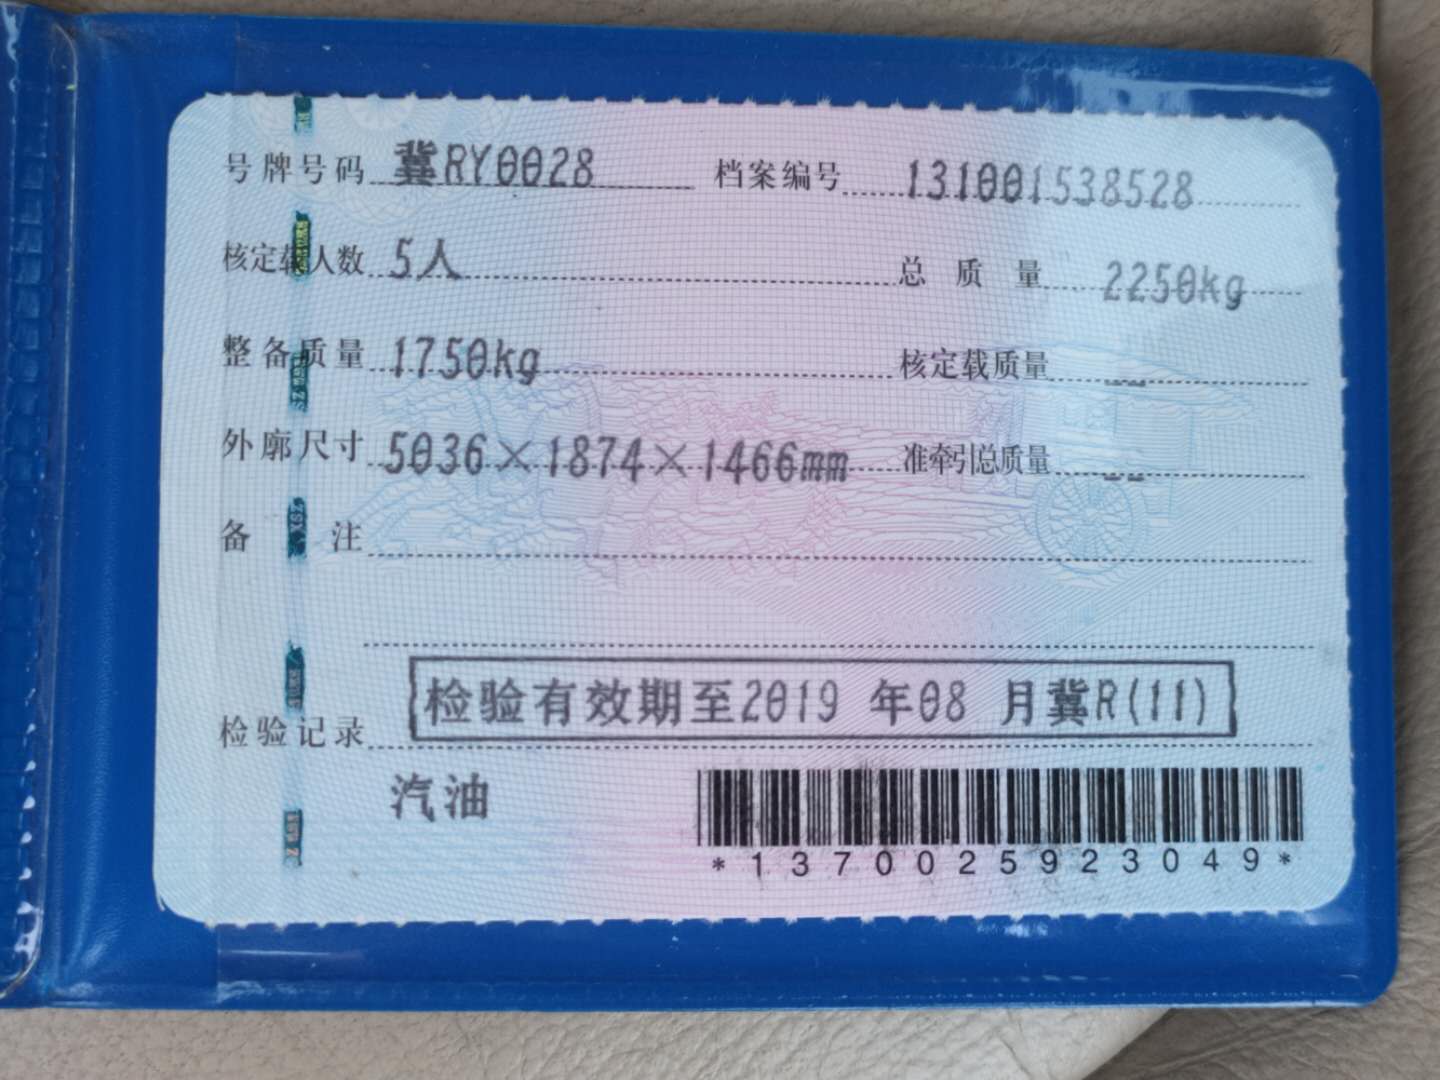 号牌号码 冀RY0028 档案编号 131001538528
核定载人数 5人 总质量 2250kg
整备质量 1750kg 核定载质量 --
外廓尺寸 5036×1874×1466mm 准牵引总质量 --
备注
检验记录 检验有效期至2019 年08 月冀R(11)
汽油
*1370025923049*